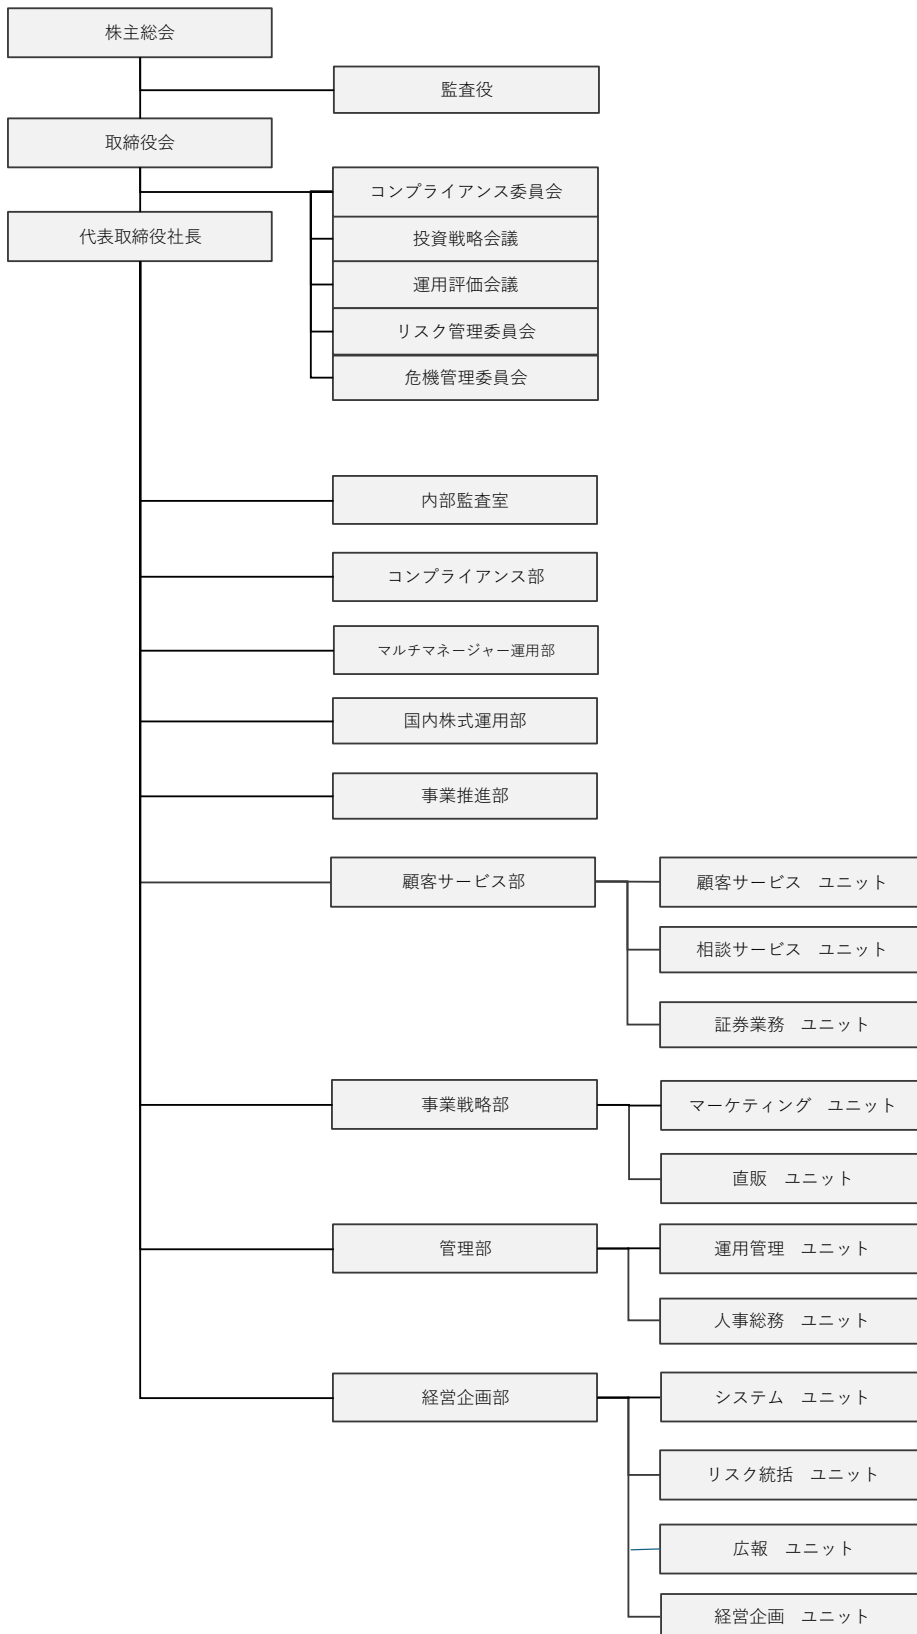 株主総会
監査役
取締役会
コンプライアンス委員会
代表取締役社長
投資戦略会議
運用評価会議
リスク管理委員会
危機管理委員会
内部監査室
コンプライアンス部
マルチマネージャー運用部
国内株式運用部
事業推進部
顧客サービス部
顧客サービス　ユニット
相談サービス　ユニット
証券業務　ユニット
事業戦略部
マーケティング　ユニット
直販　ユニット
管理部
運用管理　ユニット
人事総務　ユニット
経営企画部
システム　ユニット
リスク統括　ユニット
広報　ユニット
経営企画　ユニット